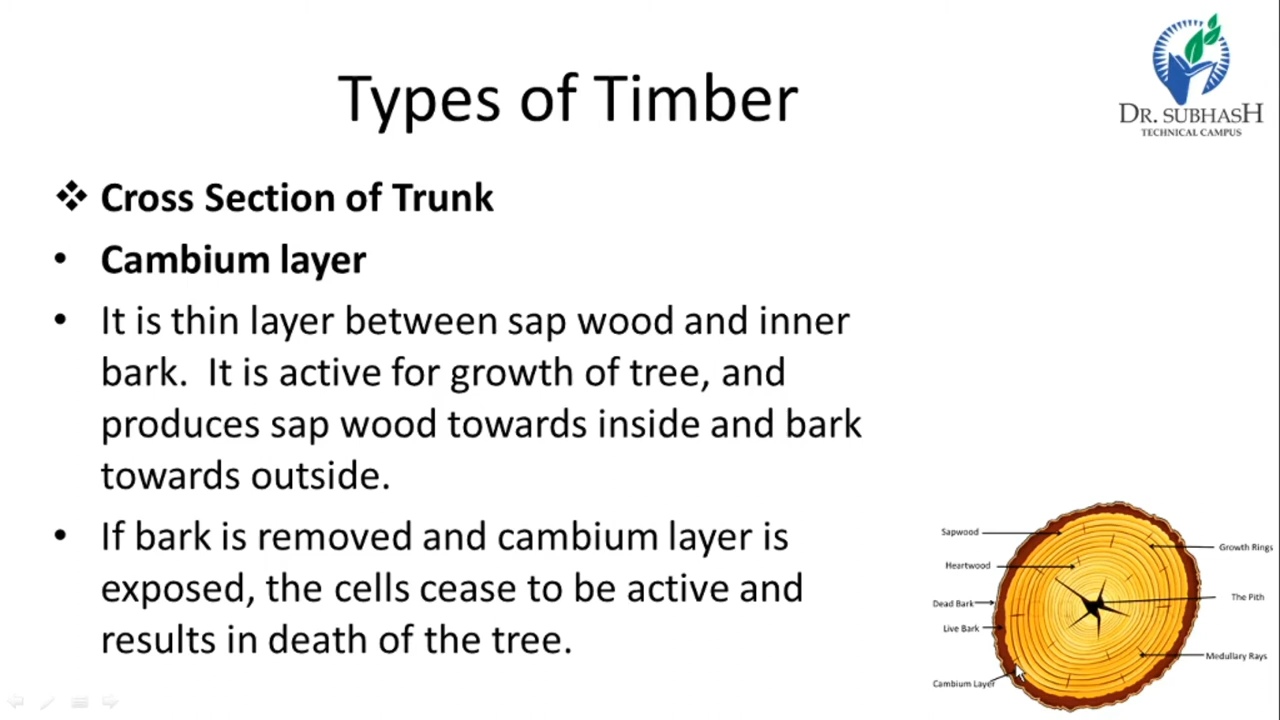 Types of Timber
DR. SUBHASH
TECHNICAL CAMPUS
Cross Section of Trunk
Cambium layer
It is thin layer between sap wood and inner
bark. It is active for growth of tree, and
produces sap wood towards inside and bark
towards outside.
If bark is removed and cambium layer is
exposed, the cells cease to be active and
results in death of the tree.
Sapwood
Growth Rings
Heartwood
The Pith
Dead Bark
Live Bark
Medullary Rays
Cambium Layer